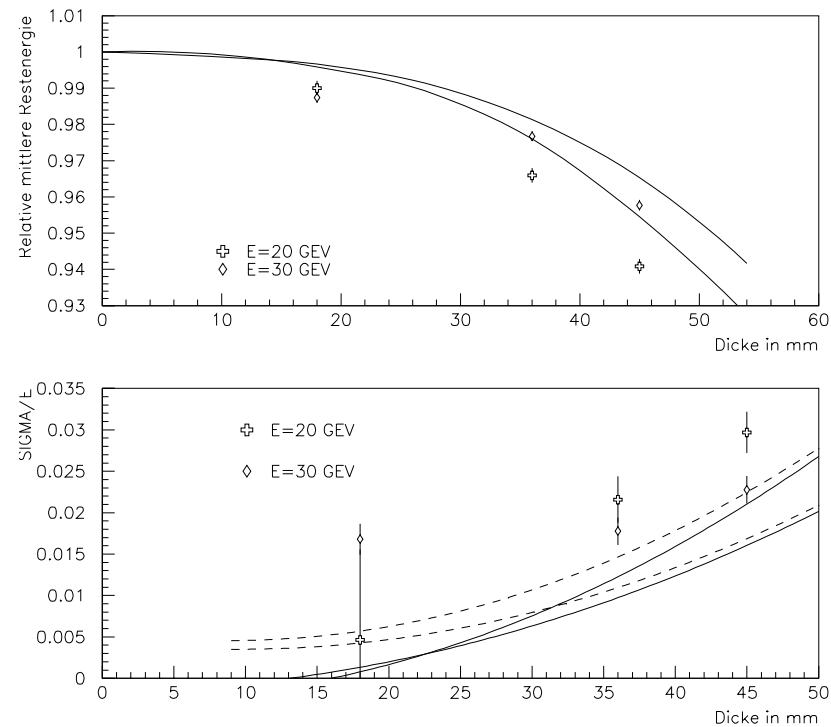 1.01
1
0.99
0.98
0.97
0.96
0.95
0.94
0.93
Relative mittlere Restenergie
E=20 GEV
E=30 GEV
0 10 20 30 40 50 60
Dicke in mm
0.035
0.03
0.025
0.02
0.015
0.01
0.005
0
SIGMA/E
E=20 GEV
E=30 GEV
0 5 10 15 20 25 30 35 40 45 50
Dicke in mm